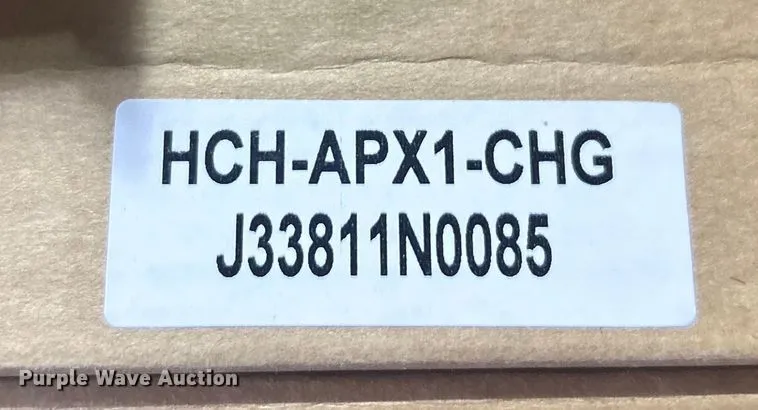 HCH-APX1-CHG
J33811N0085
Purple Wave Auction